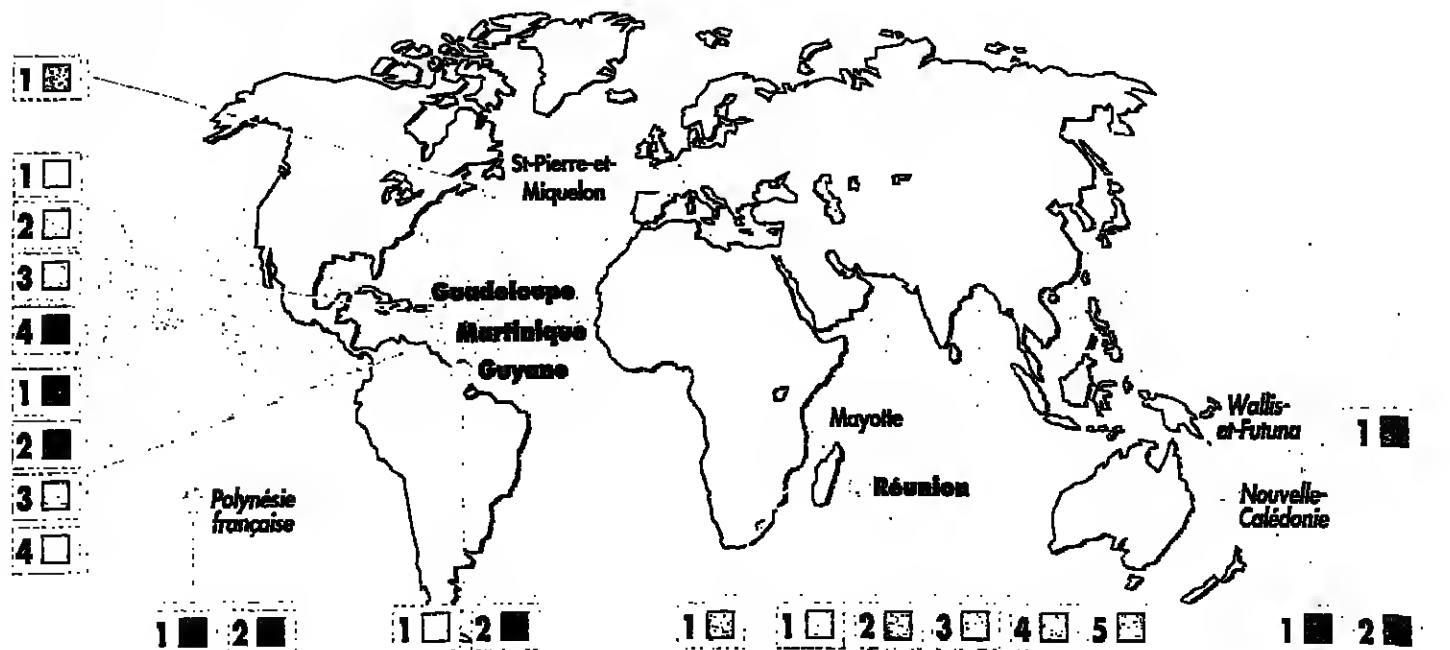 1
1
2
3
4
1
2
3
4
St-Pierre-et-
Miquelon
Guadeloupe
Martinique
Guyane
Mayotte
Réunion
Wallis-
et-Futuna
1
Nouvelle-
Calédonie
Polynésie
française
1 2
1 2
1
1 2 3 4 5
1 2